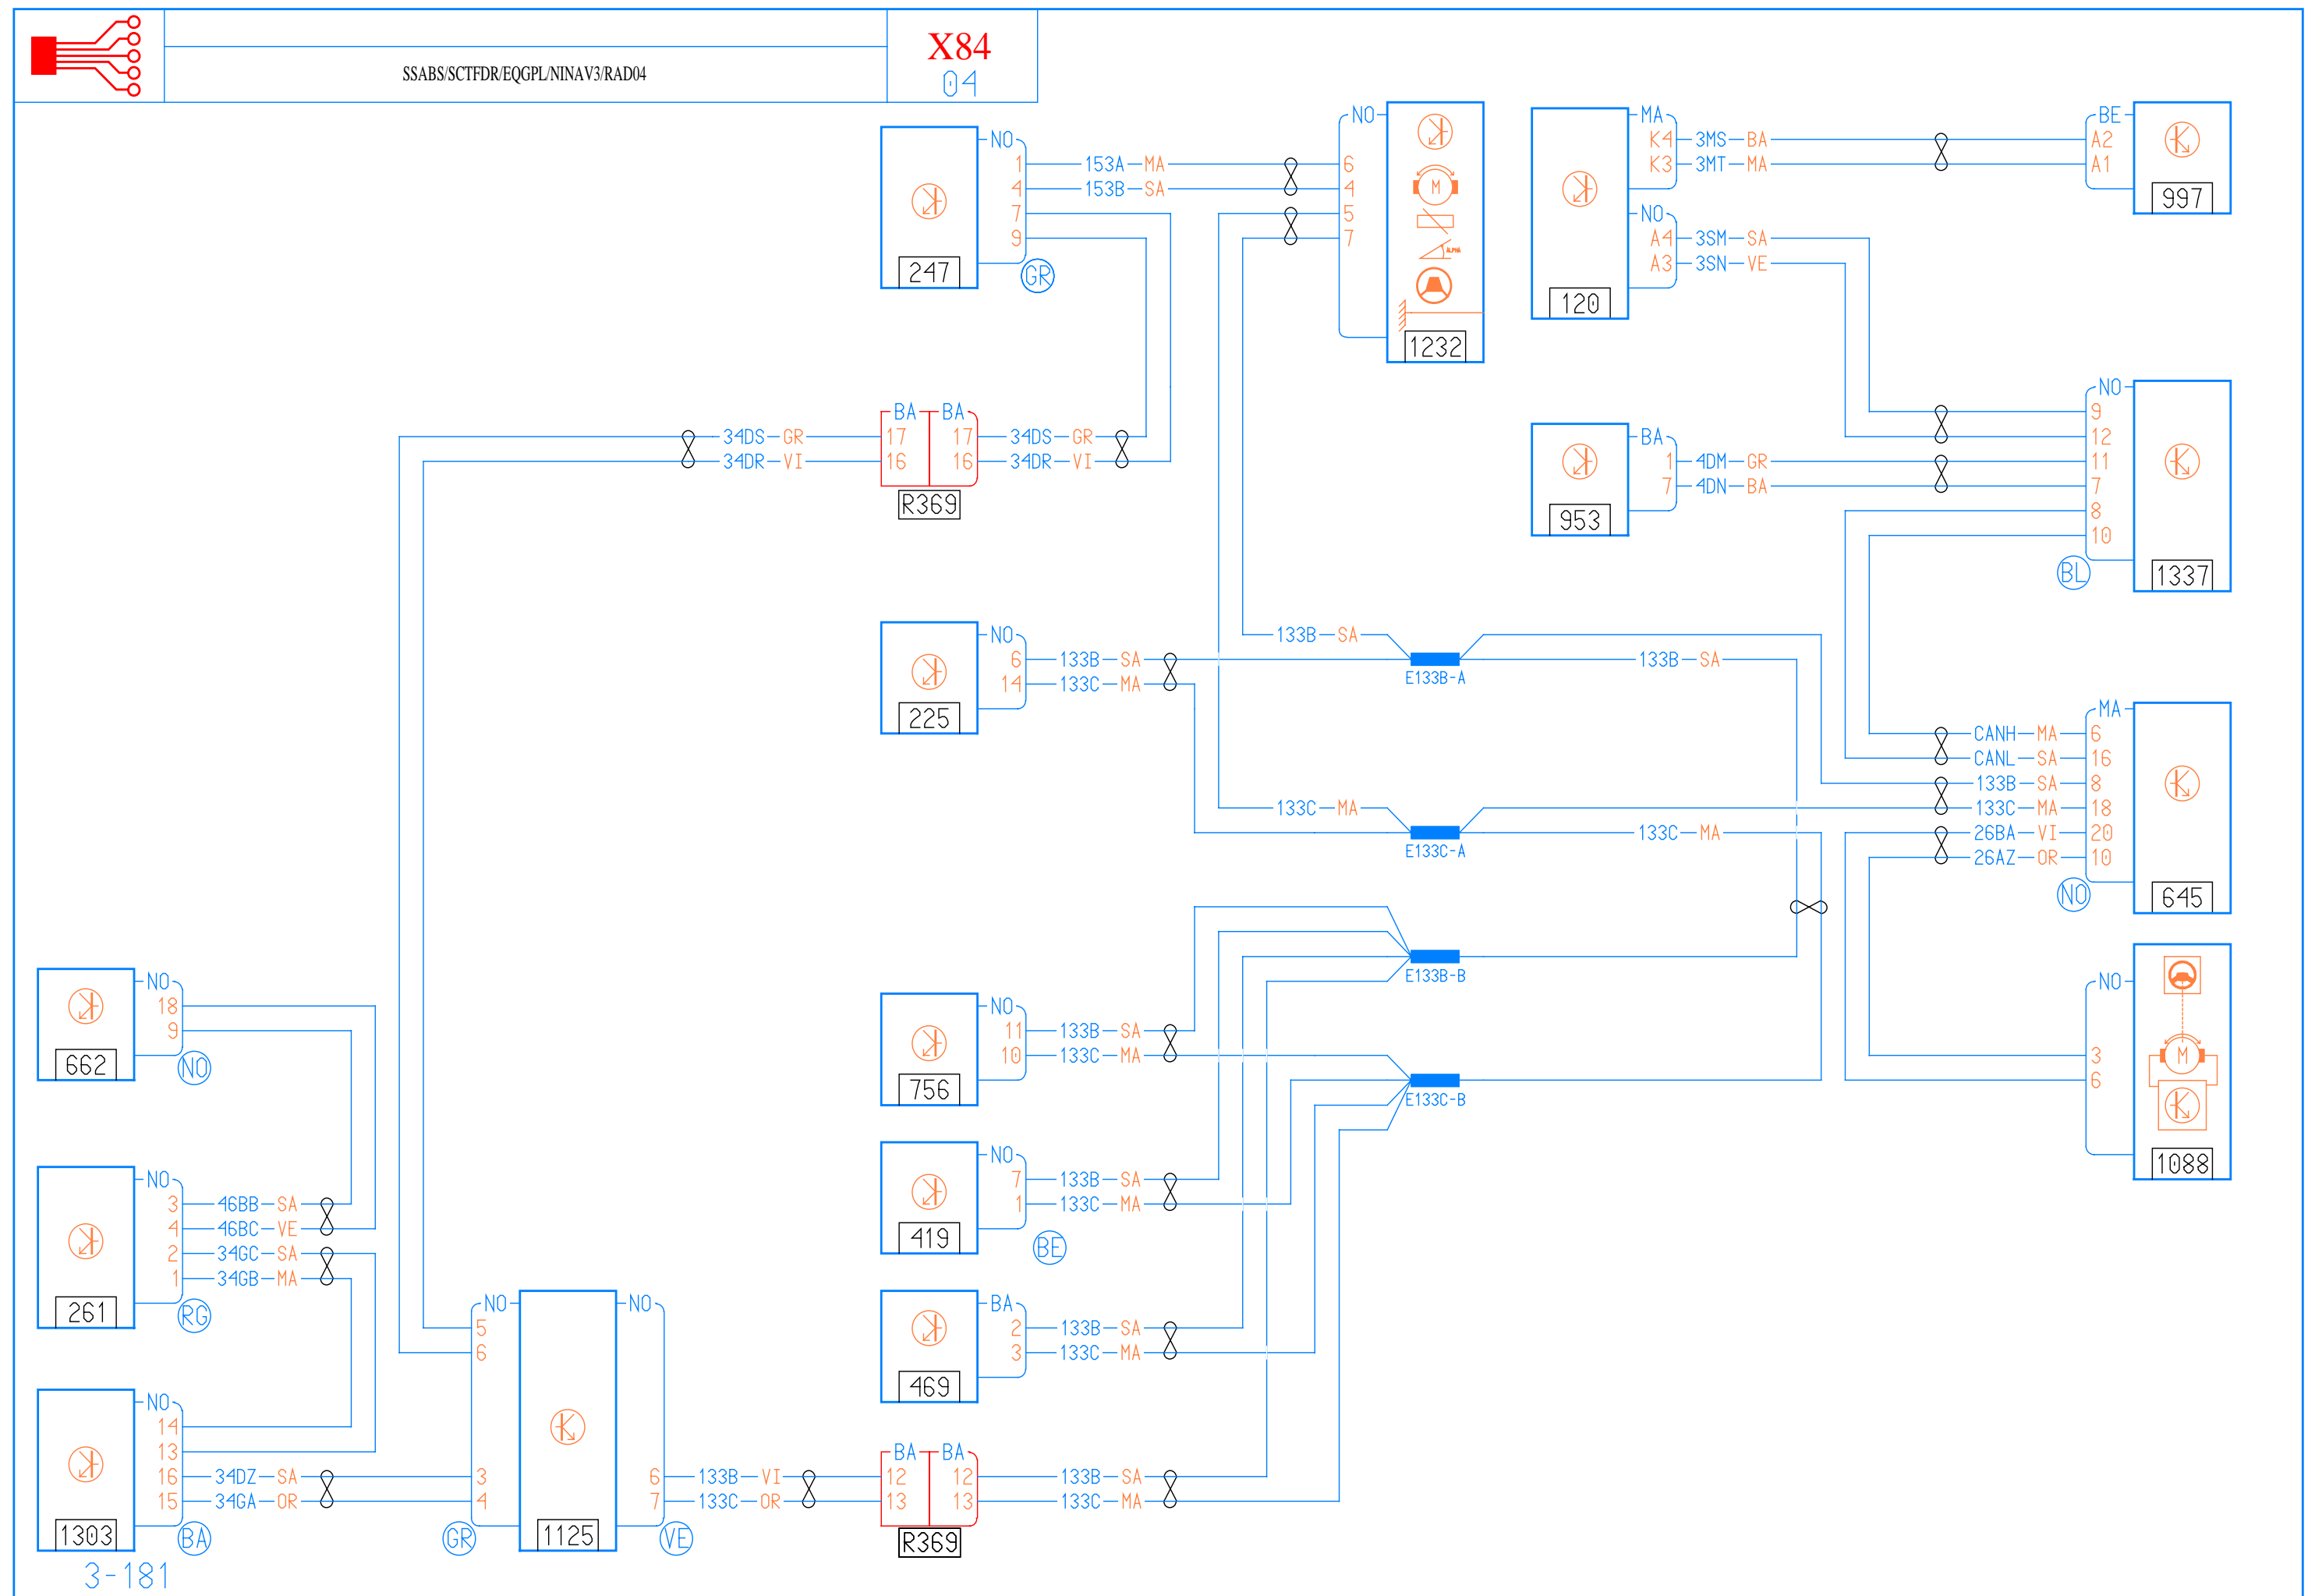 X84
SSABS/SCTFDR/EQGPL/NINAV3/RAD04
04
NO
1 153A MA
4 153B SA
7
9
247
GR
NO
6
4
5
7
M
ALPHA
1232
MA
K4 3MS BA
K3 3MT MA
NO
A4 3SM SA
A3 3SN VE
120
BE
A2
A1
997
34DS GR
34DR VI
BA BA
17 17
16 16
R369
34DS GR
34DR VI
BA
1 4DM GR
7 4DN BA
953
NO
9
12
11
7
8
10
BL
1337
NO
6 133B SA
14 133C MA
225
133B SA
E133B-A
133B SA
133C MA
E133C-A
133C MA
MA
CANH MA 6
CANL SA 16
133B SA 8
133C MA 18
26BA VI 20
26AZ OR 10
NO
645
E133B-B
E133C-B
NO
3
6
M
1088
NO
18
9
662
NO
NO
11 133B SA
10 133C MA
756
NO
7 133B SA
1 133C MA
419
BE
NO
3 46BB SA
4 46BC VE
2 34GC SA
1 34GB MA
261
RG
BA
2 133B SA
3 133C MA
469
NO
14
13
16 34DZ SA
15 34GA OR
1303
BA
NO
5
6
3
4
GR
1125
NO
6 133B VI
7 133C OR
VE
BA BA
12 12
13 13
R369
133B SA
133C MA
3-181